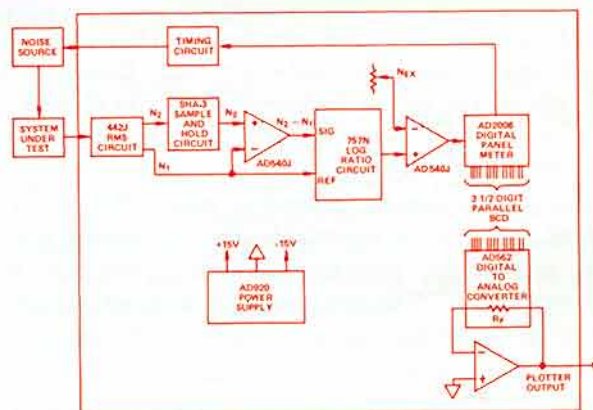 NOISE
SOURCE
TIMING
CIRCUIT
NEX
SYSTEM
UNDER
TEST
442J
RMS
CIRCUIT
N2
SHA-3
SAMPLE
AND
HOLD
CIRCUIT
N2
+
-
AD540J
N2 - N1
SIG
757N
LOG
RATIO
CIRCUIT
REF
N1
-
+
AD540J
AD2006
DIGITAL
PANEL
METER
3 1/2 DIGIT
PARALLEL
BCD
+15V
-15V
AD920
POWER
SUPPLY
AD562
DIGITAL
TO
ANALOG
CONVERTER
RF
-
+
PLOTTER
OUTPUT